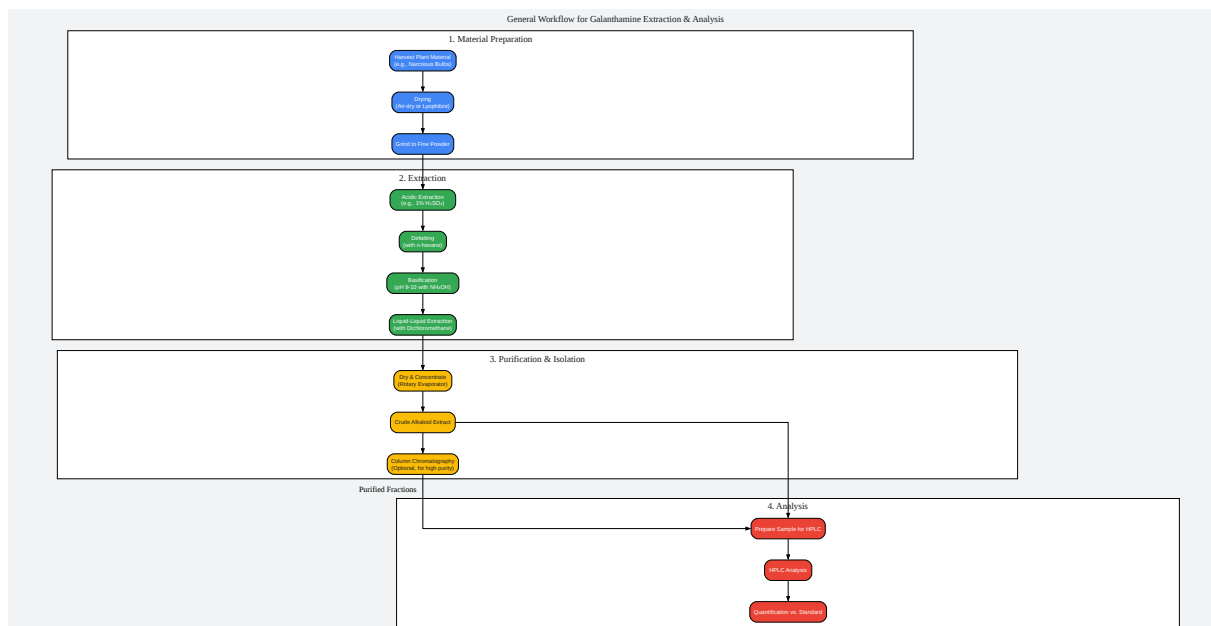 General Workflow for Galanthamine Extraction & Analysis
1. Material Preparation
Harvest Plant Material
(e.g., Narcissus Bulbs)
Drying
(Air-dry or Lyophilize)
Grind to Fine Powder
2. Extraction
Acidic Extraction
(e.g., 1% H₂SO₄)
Defatting
(with n-hexane)
Basification
(pH 9-10 with NH₄OH)
Liquid-Liquid Extraction
(with Dichloromethane)
3. Purification & Isolation
Dry & Concentrate
(Rotary Evaporator)
Crude Alkaloid Extract
Column Chromatography
(Optional, for high purity)
Purified Fractions
4. Analysis
Prepare Sample for HPLC
HPLC Analysis
Quantification vs. Standard